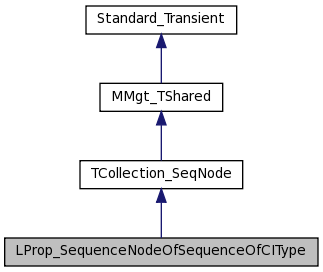 Standard_Transient
MMgt_TShared
TCollection_SeqNode
LProp_SequenceNodeOfSequenceOfCIType